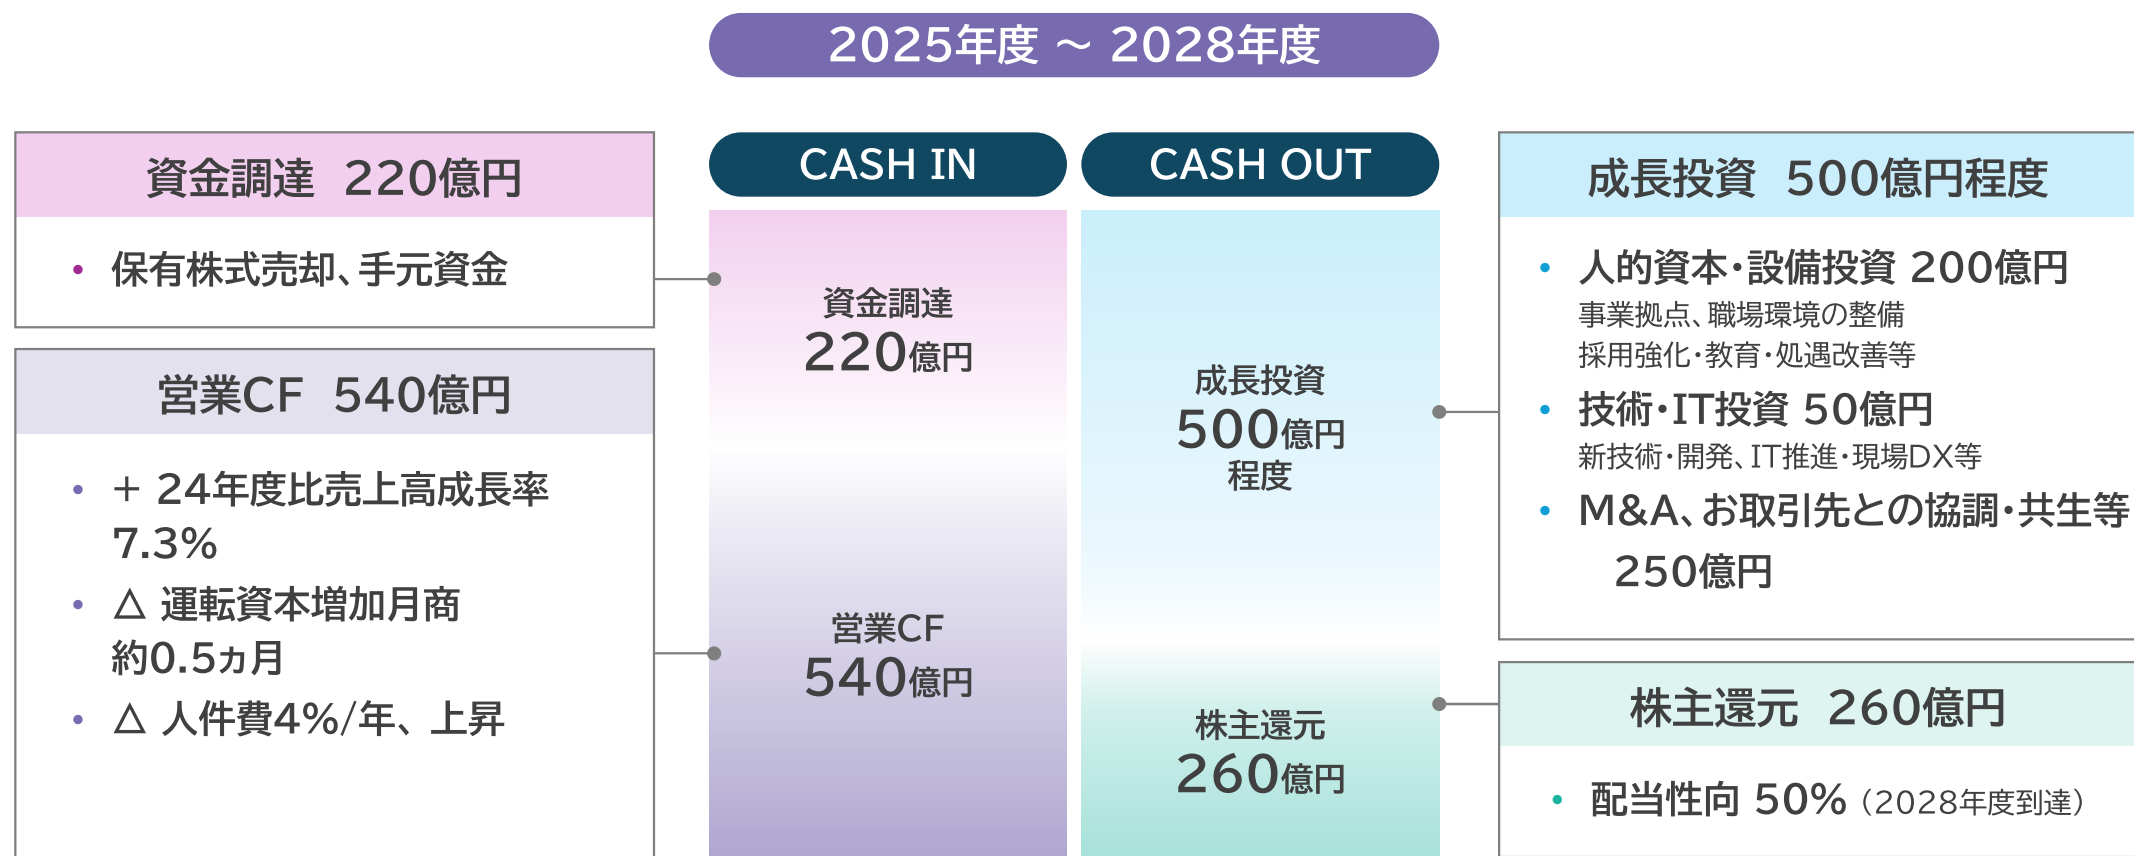 2025年度 ～ 2028年度
資金調達 220億円
・ 保有株式売却、手元資金
営業CF 540億円
・ + 24年度比売上高成長率
7.3%
・ △ 運転資本増加月商
約0.5ヵ月
・ △ 人件費4%/年、上昇
CASH IN
資金調達
220億円
営業CF
540億円
CASH OUT
成長投資
500億円
程度
株主還元
260億円
成長投資 500億円程度
・ 人的資本・設備投資 200億円
事業拠点、職場環境の整備
採用強化・教育・処遇改善等
・ 技術・IT投資 50億円
新技術・開発、IT推進・現場DX等
・ M&A、お取引先との協調・共生等
250億円
株主還元 260億円
・ 配当性向 50%（2028年度到達）